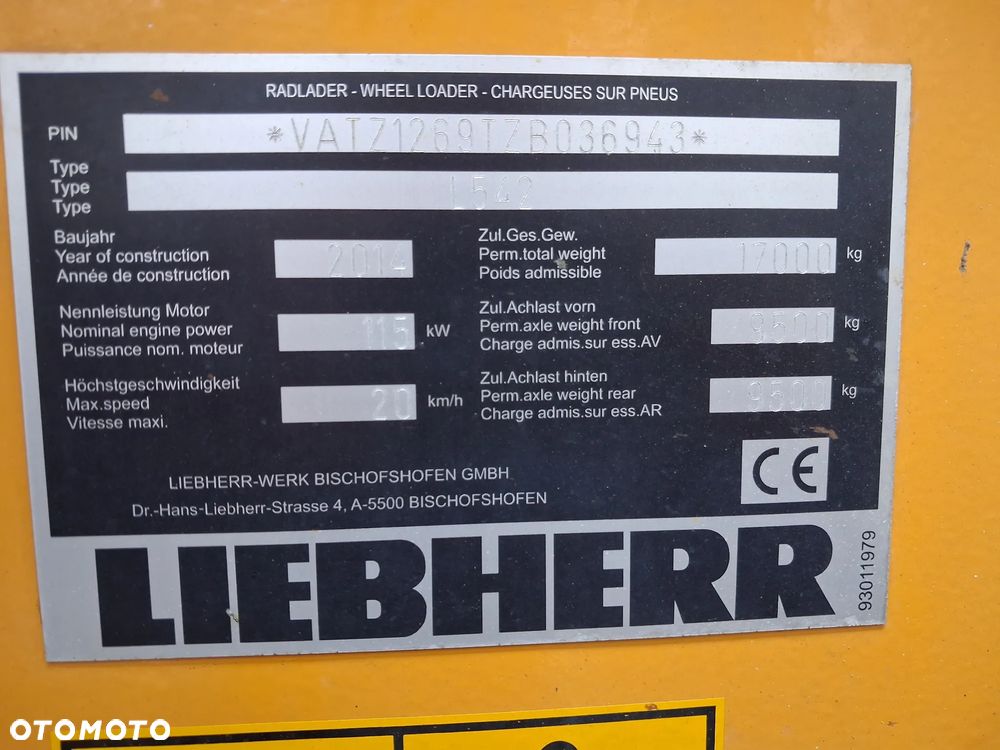 RADLADER - WHEEL LOADER - CHARGEUSES SUR PNEUS
PIN *VATZ1269TZB036943*
Type
Type
Type
L542
Baujahr
Year of construction
Année de construction
2014
Zul.Ges.Gew.
Perm.total weight
Poids admissible
17000 kg
Nennleistung Motor
Nominal engine power
Puissance nom. moteur
115 kW
Zul.Achlast vorn
Perm.axle weight front
Charge admis.sur ess.AV
9500 kg
Höchstgeschwindigkeit
Max.speed
Vitesse maxi.
20 km/h
Zul.Achlast hinten
Perm.axle weight rear
Charge admis.sur ess.AR
9500 kg
CE
LIEBHERR-WERK BISCHOFSHOFEN GMBH
Dr.-Hans-Liebherr-Strasse 4, A-5500 BISCHOFSHOFEN
LIEBHERR
93011979
OTOMOTO